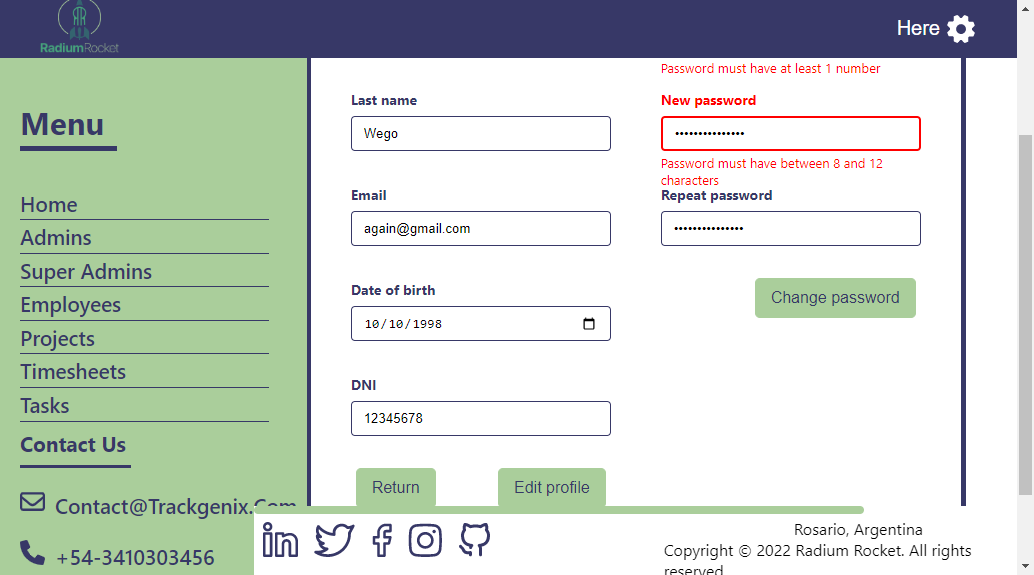 RadiumRocket
Here
Menu
Home
Admins
Super Admins
Employees
Projects
Timesheets
Tasks
Contact Us
Contact@Trackgenix.Com
+54-3410303456
Last name
Wego
Email
again@gmail.com
Date of birth
10/10/1998
DNI
12345678
Return
Edit profile
Password must have at least 1 number
New password
•••••••••••••••
Password must have between 8 and 12
characters
Repeat password
•••••••••••••••
Change password
Rosario, Argentina
Copyright © 2022 Radium Rocket. All rights
reserved